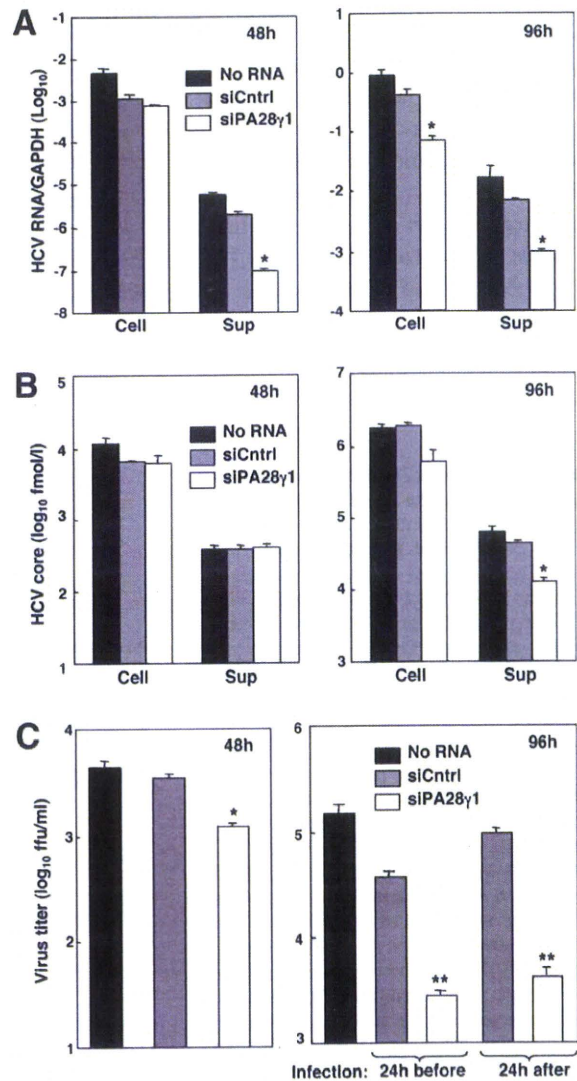 A
48h
96h
HCV RNA/GAPDH (Log10)
-1
-2
-3
-4
-5
-6
-7
-8
No RNA
siCntrl
siPA28γ1
*
Cell Sup
0
-1
-2
-3
-4
*
*
Cell Sup
B
48h
96h
HCV core (log10 fmol/l)
5
4
3
2
1
No RNA
siCntrl
siPA28γ1
Cell Sup
7
6
5
4
3
*
Cell Sup
C
48h
96h
Virus titer (log10 ffu/ml)
4
3
2
1
*
6
5
4
3
No RNA
siCntrl
siPA28γ1
**
**
Infection: 24h before 24h after